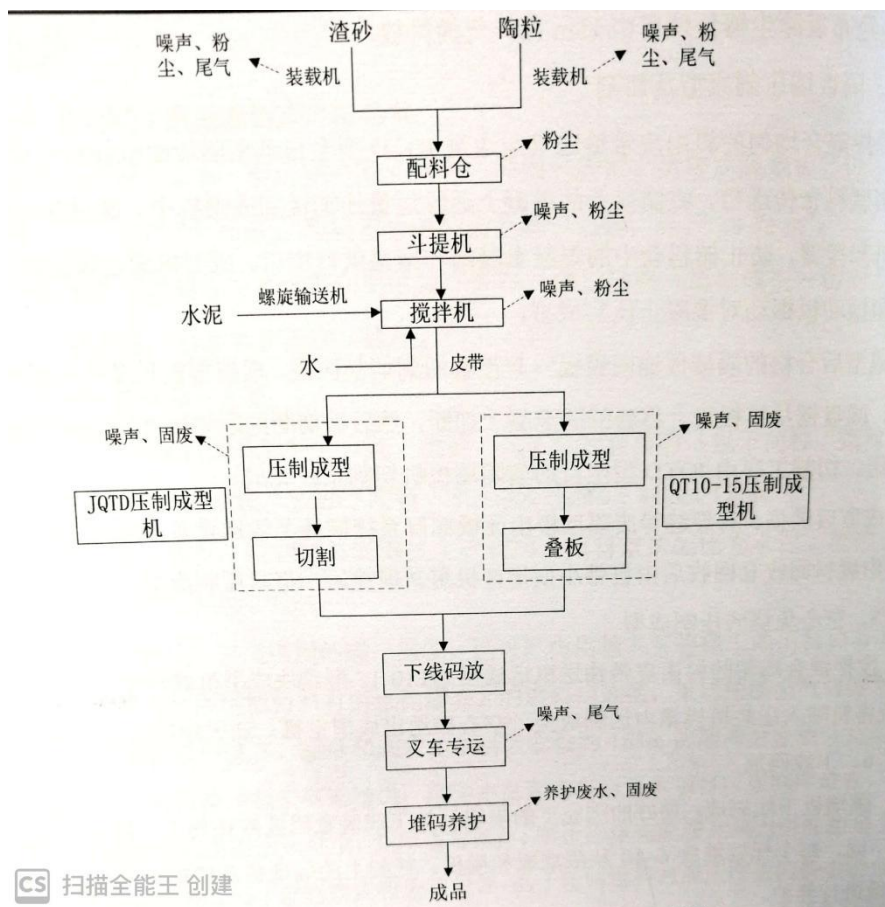 渣砂
陶粒
噪声、粉
尘、尾气
装载机
装载机
噪声、粉
尘、尾气
粉尘
配料仓
噪声、粉尘
斗提机
噪声、粉尘
螺旋输送机
水泥
搅拌机
水
皮带
噪声、固废
噪声、固废
压制成型
压制成型
JQTD压制成型
机
QT10-15压制成
型机
切割
叠板
下线码放
噪声、尾气
叉车专运
养护废水、固废
堆码养护
成品
CS 扫描全能王 创建